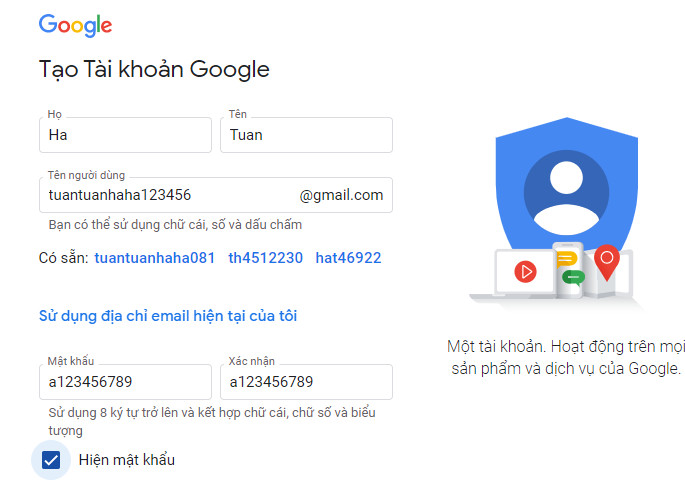 Google
Tạo Tài khoản Google
Họ
Ha
Tên
Tuan
Tên người dùng
tuantuanhaha123456 @gmail.com
Bạn có thể sử dụng chữ cái, số và dấu chấm
Có sẵn: tuantuanhaha081 th4512230 hat46922
Sử dụng địa chỉ email hiện tại của tôi
Mật khẩu
a123456789
Xác nhận
a123456789
Sử dụng 8 ký tự trở lên và kết hợp chữ cái, chữ số và biểu
tượng
Hiện mật khẩu
Một tài khoản. Hoạt động trên mọi
sản phẩm và dịch vụ của Google.